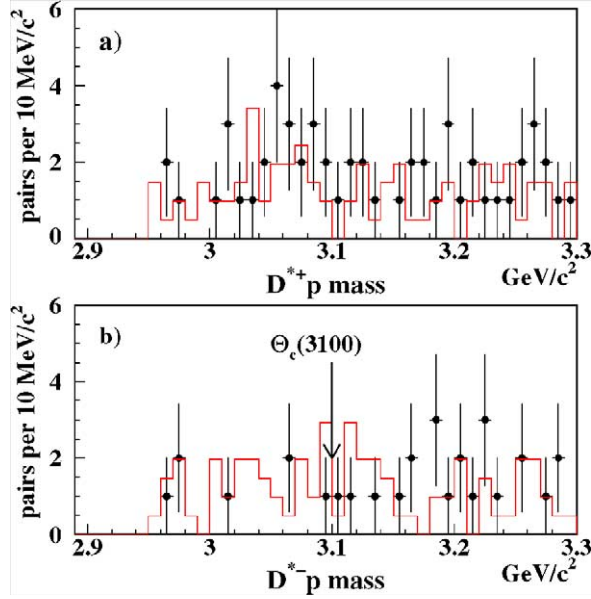 a)
pairs per 10 MeV/c²
6
4
2
0
2.9 3 3.1 3.2 3.3
D*+p mass GeV/c²
b)
Θc(3100)
pairs per 10 MeV/c²
6
4
2
0
2.9 3 3.1 3.2 3.3
D*−p mass GeV/c²